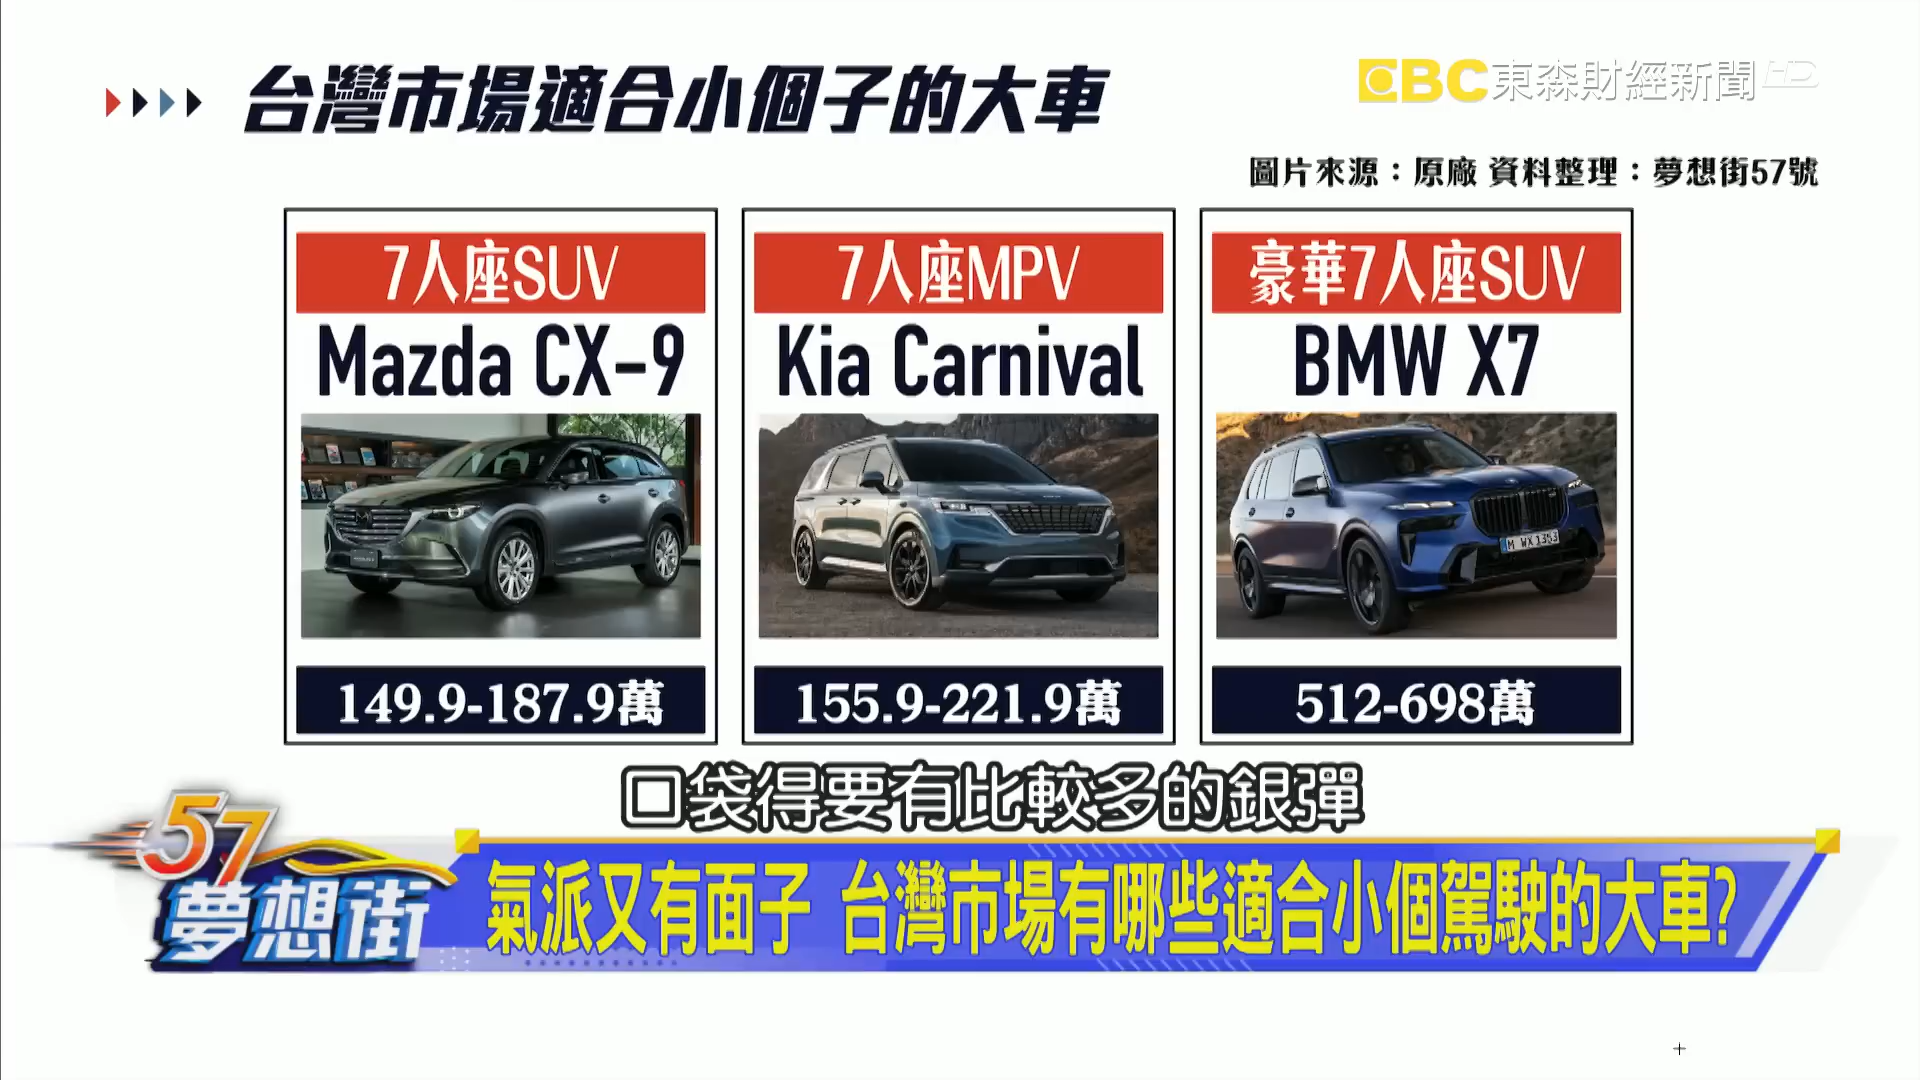 台灣市場適合小個子的大車
EBC東森財經新聞HD
圖片來源：原廠 資料整理：夢想街57號
7人座SUV
Mazda CX-9
149.9-187.9萬
7人座MPV
Kia Carnival
155.9-221.9萬
豪華7人座SUV
BMW X7
M WX 1353
512-698萬
口袋得要有比較多的銀彈
57
夢想街
氣派又有面子 台灣市場有哪些適合小個駕駛的大車?